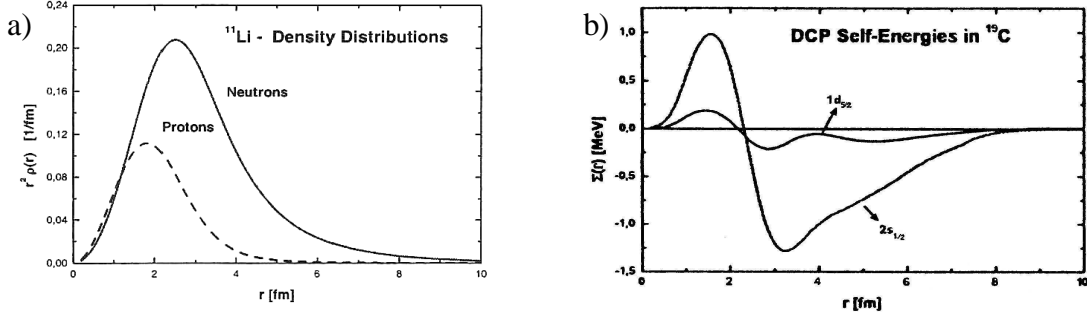 a)
¹¹Li - Density Distributions
r² ρ(r) [1/fm]
0,24
0,20
0,16
0,12
0,08
0,04
0,00
Neutrons
Protons
0 2 4 6 8 10
r [fm]
b)
DCP Self-Energies in ¹⁹C
Σ(r) [MeV]
1,0
0,5
0,0
-0,5
-1,0
-1,5
1d₅/₂
2s₁/₂
0 2 4 6 8 10
r [fm]